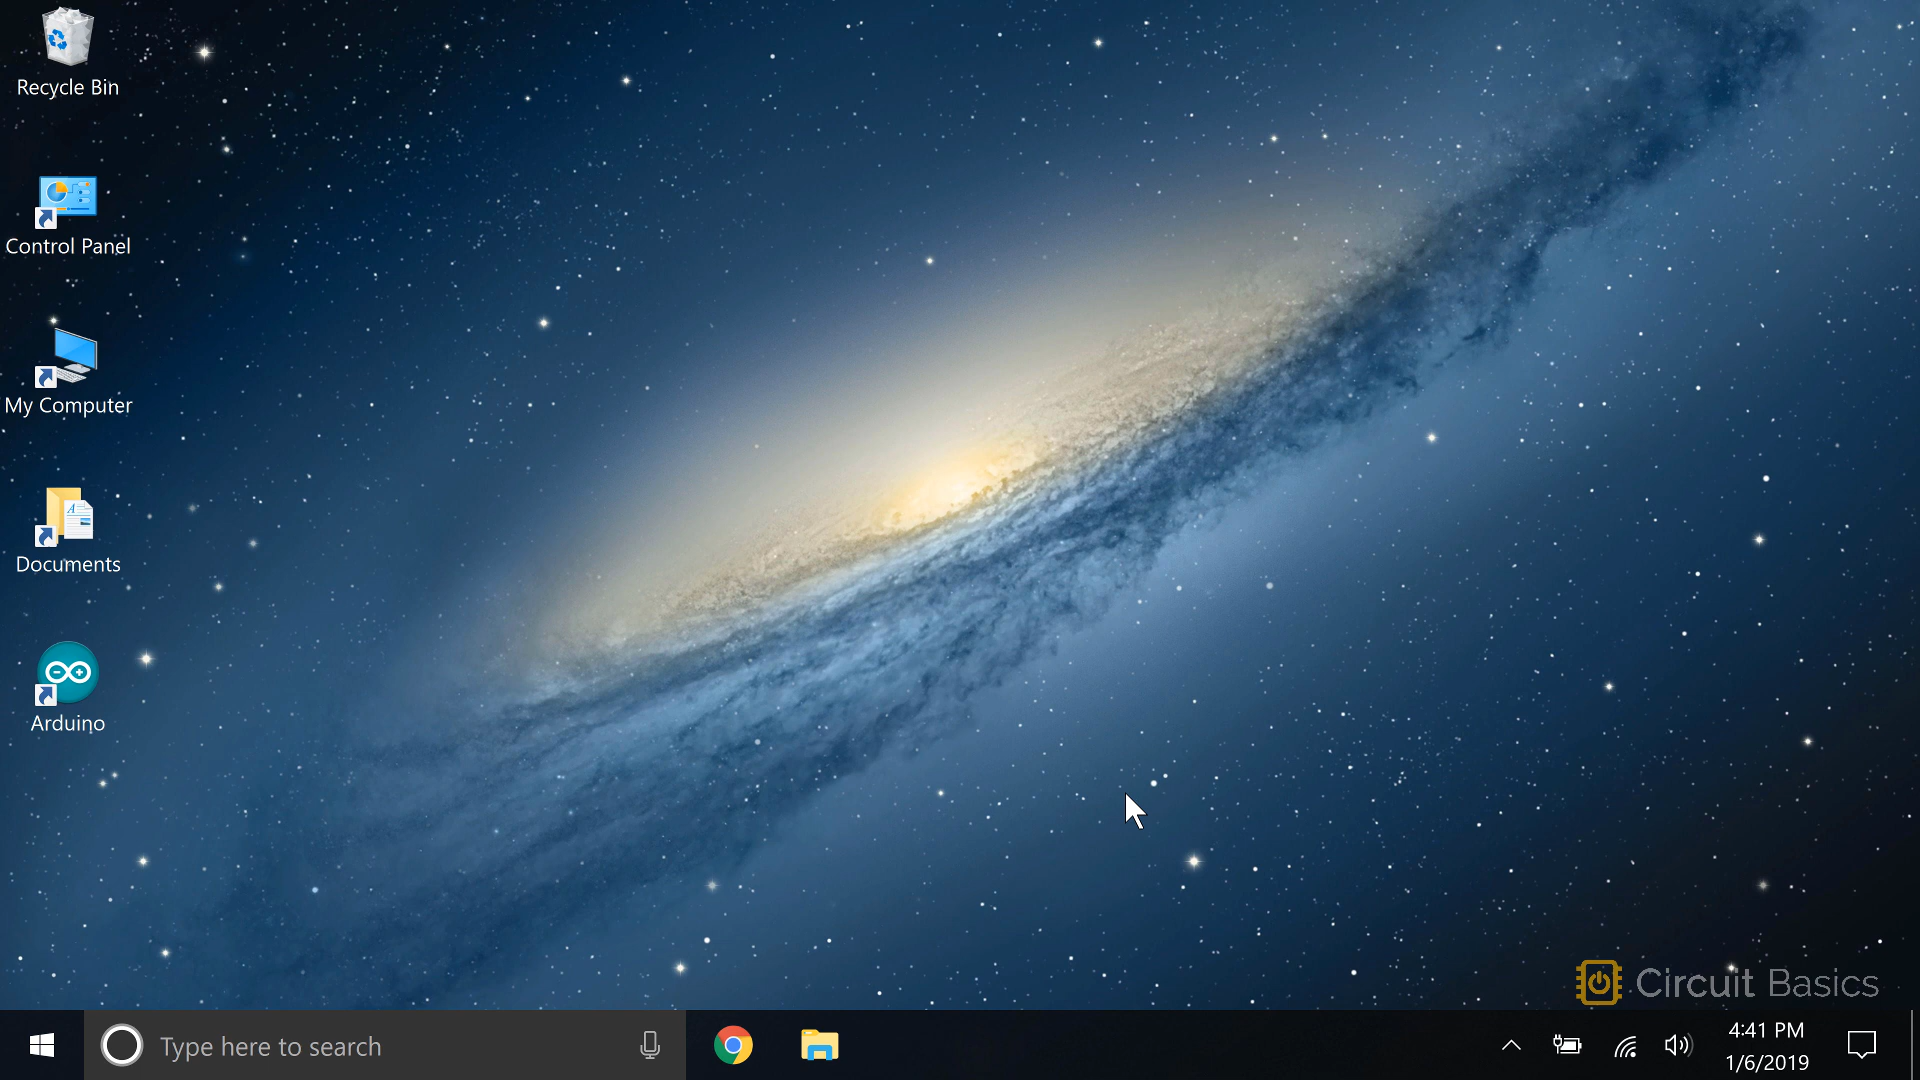 Recycle Bin
Control Panel
My Computer
Documents
Arduino
Circuit Basics
Type here to search
4:41 PM
1/6/2019